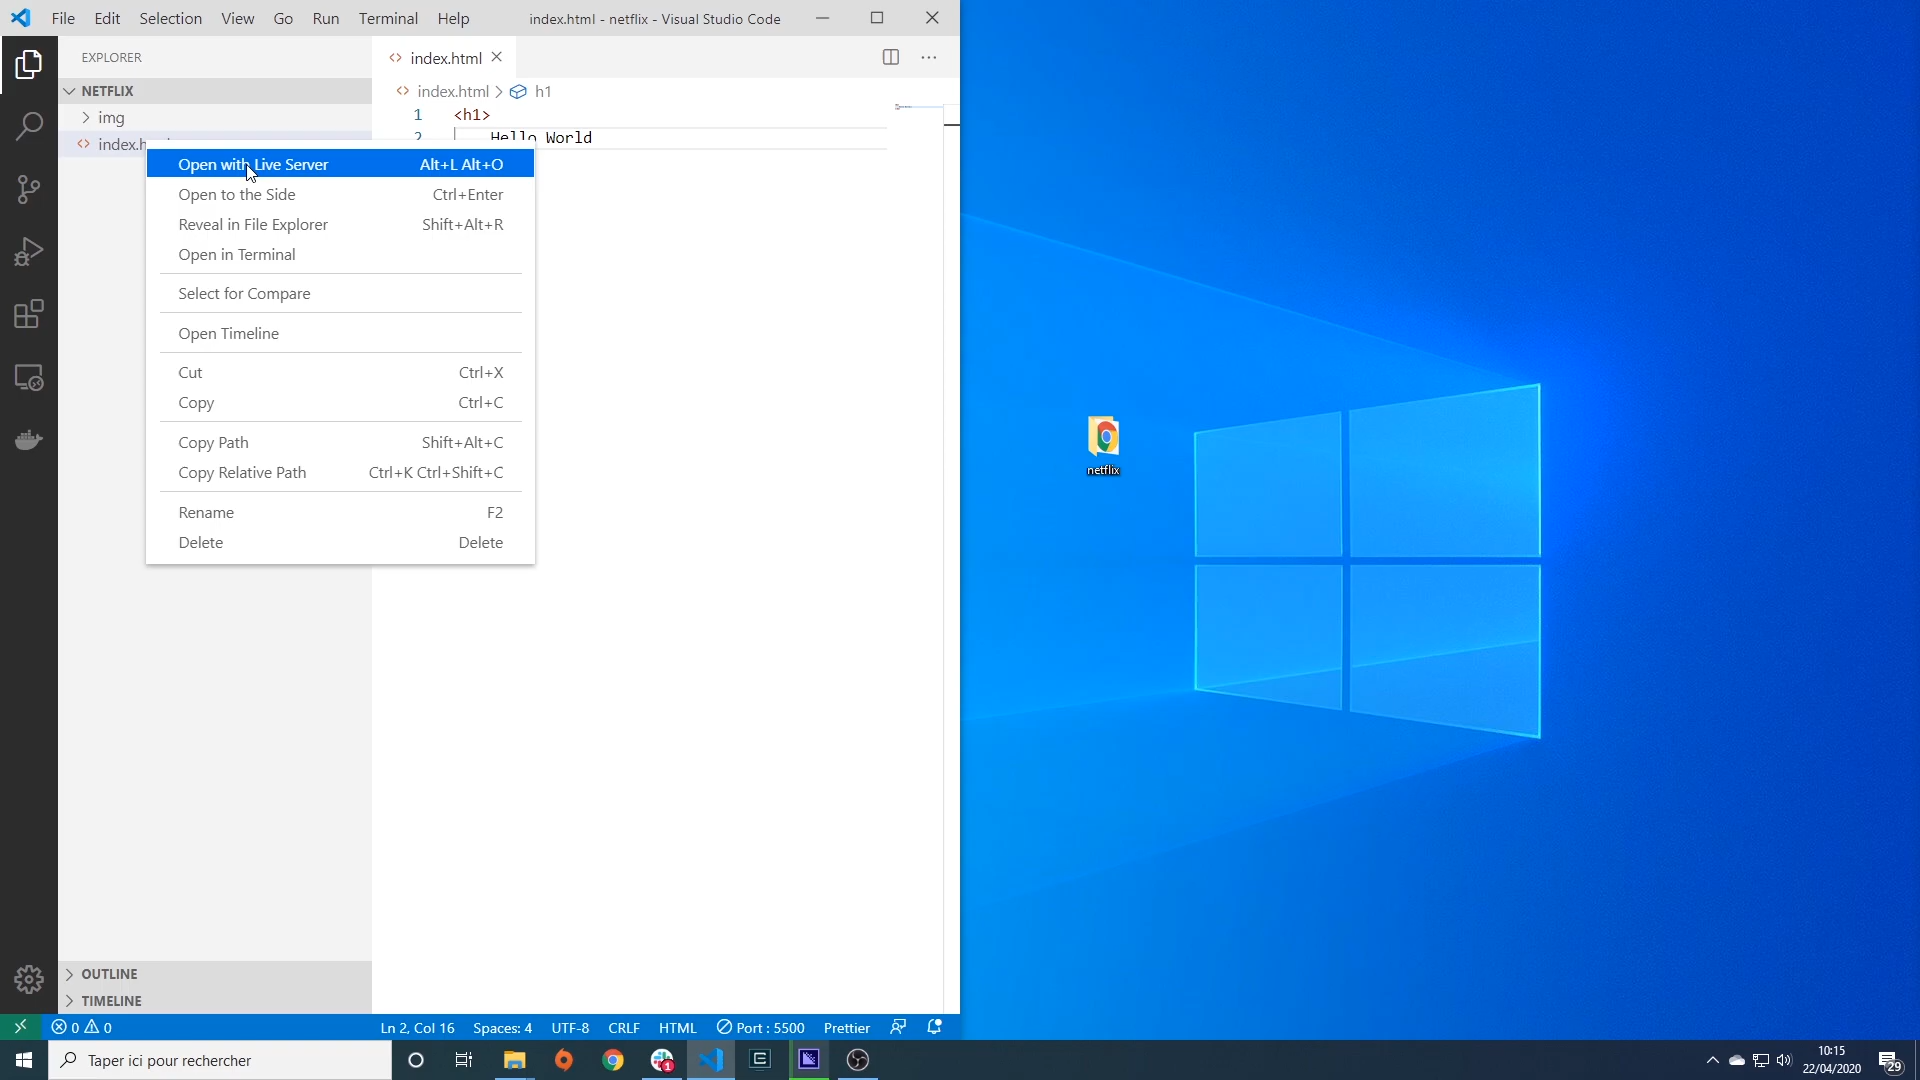 File Edit Selection View Go Run Terminal Help index.html - netflix - Visual Studio Code
EXPLORER
index.html
NETFLIX
index.html > h1
img
1 <h1>
2 Hello World
index.h
Open with Live Server Alt+L Alt+O
Open to the Side Ctrl+Enter
Reveal in File Explorer Shift+Alt+R
Open in Terminal
Select for Compare
Open Timeline
Cut Ctrl+X
Copy Ctrl+C
Copy Path Shift+Alt+C
Copy Relative Path Ctrl+K Ctrl+Shift+C
Rename F2
Delete Delete
netflix
OUTLINE
TIMELINE
0 0 Ln 2, Col 16 Spaces: 4 UTF-8 CRLF HTML Port : 5500 Prettier
Taper ici pour rechercher
1
10:15
22/04/2020
29